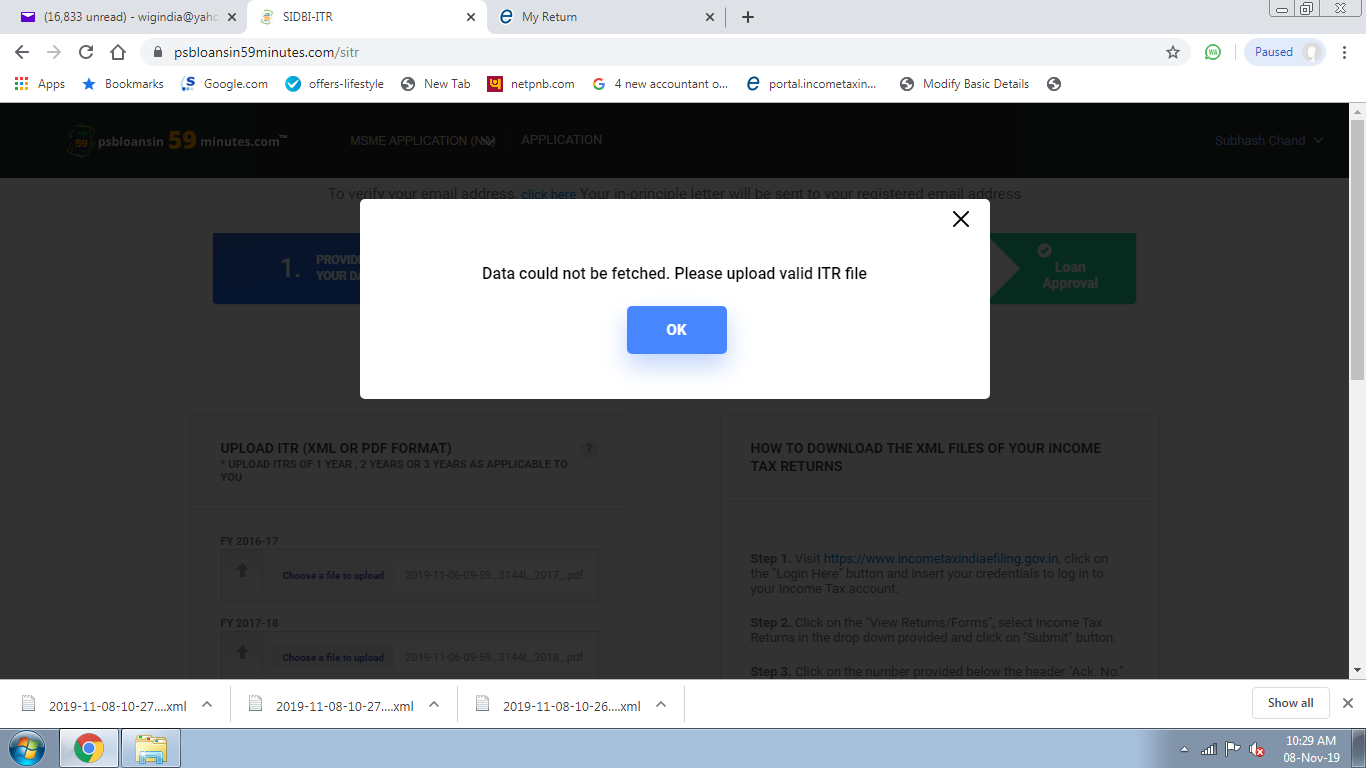 (16,833 unread) - wigindia@yaho
SIDBI-ITR
My Return
psbloansin59minutes.com/sitr
Paused
Apps
Bookmarks
Google.com
offers-lifestyle
New Tab
netpnb.com
4 new accountant o...
portal.incometaxin...
Modify Basic Details
psbloansin 59 minutes.com™
MSME APPLICATION
APPLICATION
Subhash Chand
To verify your email address, click here Your in-principle letter will be sent to your registered email address
1.
PROVIDE
YOUR DA
Loan
Approval
Data could not be fetched. Please upload valid ITR file
OK
UPLOAD ITR (XML OR PDF FORMAT)
?
* UPLOAD ITRS OF 1 YEAR , 2 YEARS OR 3 YEARS AS APPLICABLE TO
YOU
FY 2016-17
Choose a file to upload
2019-11-06-09-59...3144L_2017_.pdf
FY 2017-18
Choose a file to upload
2019-11-06-09-59...3144L_2018_.pdf
HOW TO DOWNLOAD THE XML FILES OF YOUR INCOME
TAX RETURNS
Step 1. Visit https://www.incometaxindiaefiling.gov.in, click on
the "Login Here" button and insert your credentials to log in to
your Income Tax account.
Step 2. Click on the "View Returns/Forms", select Income Tax
Returns in the drop down provided and click on "Submit" button.
Step 3. Click on the number provided below the header "Ack. No."
2019-11-08-10-27....xml
2019-11-08-10-27....xml
2019-11-08-10-26....xml
Show all
10:29 AM
08-Nov-19